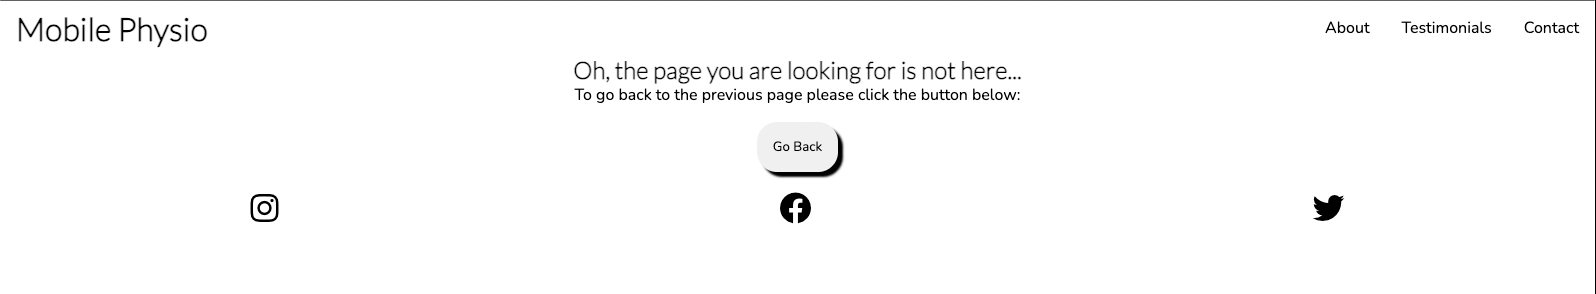 Mobile Physio
About Testimonials Contact
Oh, the page you are looking for is not here...
To go back to the previous page please click the button below:
Go Back